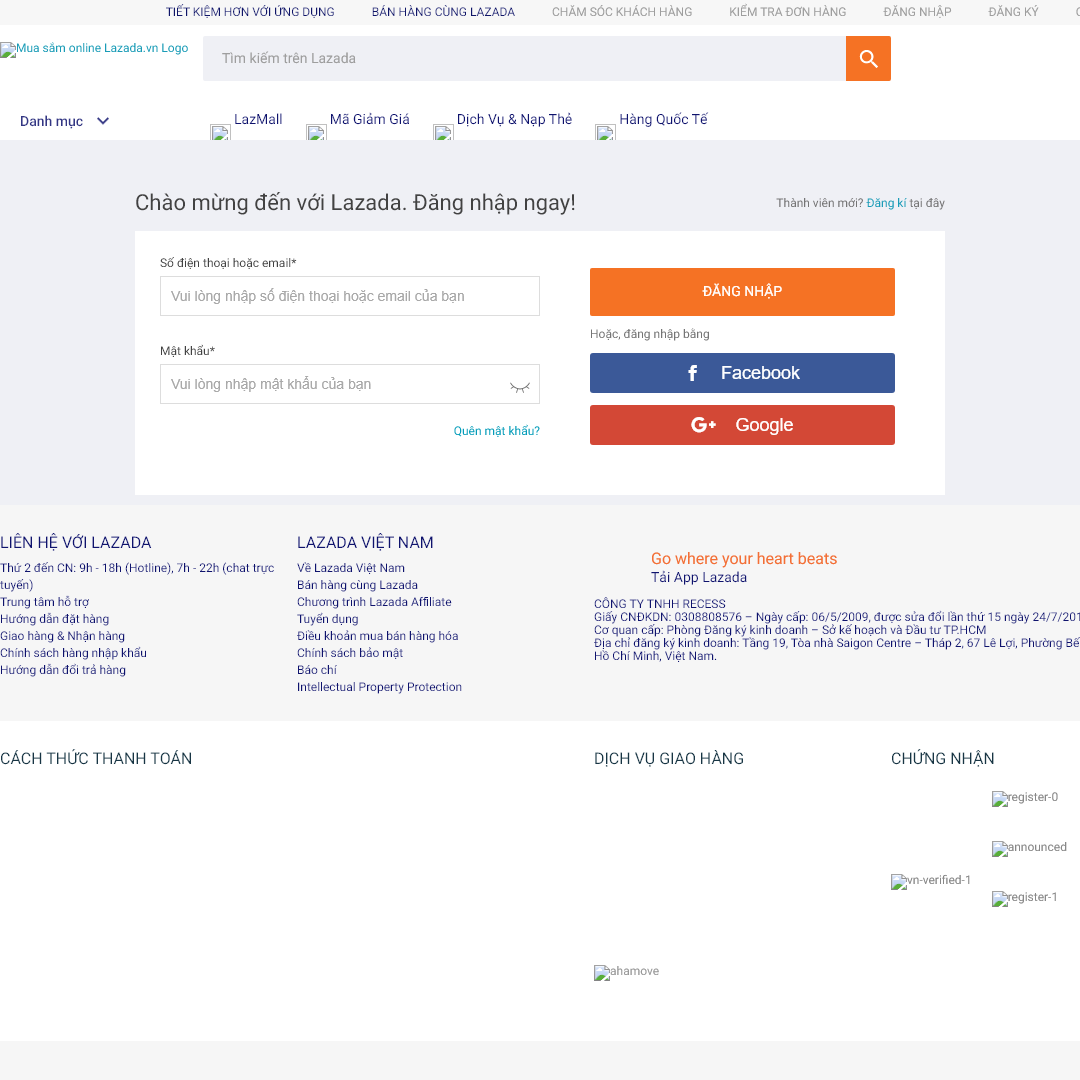 TIẾT KIỆM HƠN VỚI ỨNG DỤNG BÁN HÀNG CÙNG LAZADA CHĂM SÓC KHÁCH HÀNG KIỂM TRA ĐƠN HÀNG ĐĂNG NHẬP ĐĂNG KÝ
Mua sắm online Lazada.vn Logo
Tìm kiếm trên Lazada
Danh mục
LazMall Mã Giảm Giá Dịch Vụ & Nạp Thẻ Hàng Quốc Tế
Chào mừng đến với Lazada. Đăng nhập ngay!
Thành viên mới? Đăng kí tại đây
Số điện thoại hoặc email*
Vui lòng nhập số điện thoại hoặc email của bạn
Mật khẩu*
Vui lòng nhập mật khẩu của bạn
Quên mật khẩu?
ĐĂNG NHẬP
Hoặc, đăng nhập bằng
Facebook
Google
LIÊN HỆ VỚI LAZADA
Thứ 2 đến CN: 9h - 18h (Hotline), 7h - 22h (chat trực
tuyến)
Trung tâm hỗ trợ
Hướng dẫn đặt hàng
Giao hàng & Nhận hàng
Chính sách hàng nhập khẩu
Hướng dẫn đổi trả hàng
LAZADA VIỆT NAM
Về Lazada Việt Nam
Bán hàng cùng Lazada
Chương trình Lazada Affiliate
Tuyển dụng
Điều khoản mua bán hàng hóa
Chính sách bảo mật
Báo chí
Intellectual Property Protection
Go where your heart beats
Tải App Lazada
CÔNG TY TNHH RECESS
Giấy CNĐKDN: 0308808576 – Ngày cấp: 06/5/2009, được sửa đổi lần thứ 15 ngày 24/7/201
Cơ quan cấp: Phòng Đăng ký kinh doanh – Sở kế hoạch và Đầu tư TP.HCM
Địa chỉ đăng ký kinh doanh: Tầng 19, Tòa nhà Saigon Centre – Tháp 2, 67 Lê Lợi, Phường Bế
Hồ Chí Minh, Việt Nam.
CÁCH THỨC THANH TOÁN
DỊCH VỤ GIAO HÀNG
ahamove
CHỨNG NHẬN
register-0
announced
vn-verified-1
register-1